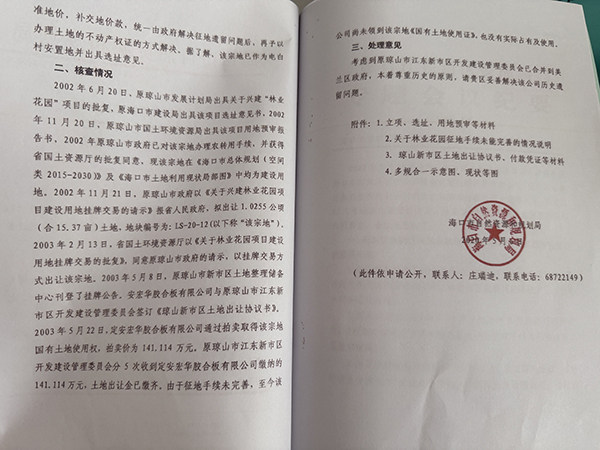 准地价，补交地价款，统一由政府解决征地遗留问题后，再予以
办理土地的不动产权证的方式解决。据了解，该宗地已作为电白
村安置地并出具选址意见。
二、核查情况
2002年6月20日，原琼山市发展计划局出具关于兴建“林业
花园”项目的批复，原海口市建设局出具该项目选址意见书，2002
年11月20日，原琼山市国土环境资源局出具该项目用地预审报
告书。2002年原琼山市政府已对该宗地办理农转用手续，并获得
省国土资源厅的批复同意。现该宗地在《海口市总体规划（空间
类2015-2030）》及《海口市土地利用现状局部图》中均为建设用
地。2002年11月21日，原琼山市政府以《关于兴建林业花园项
目建设用地挂牌交易的请示》报省人民政府，拟出让1.0255公顷
（合15.37亩）土地，地块编号为：LS-20-12（以下称“该宗地”）。
2003年2月13日，省国土环境资源厅以《关于林业花园项目建设
用地挂牌交易的批复》，同意原琼山市政府的请示，以挂牌交易方
式出让该宗地。2003年5月8日，原琼山市新市区土地整理储备
中心刊登了挂牌公告。安宏华胶合板有限公司与原琼山市江东新
市区开发建设管理委员会签订《琼山新市区土地出让协议书》。
2003年5月22日，定安宏华胶合板有限公司通过拍卖取得该宗地
国有土地使用权，拍卖价为141.114万元。原琼山市江东新市区
开发建设管理委员会分5次收到定安宏华胶合板有限公司缴纳的
141.114万元，土地出让金已缴齐。由于征地手续未完善，至今该
公司尚未领到该宗地《国有土地使用证》，也没有实际占有及使用。
三、处理意见
考虑到原琼山市江东新市区开发建设管理委员会已合并到美
兰区政府，本着尊重历史的原则，请贵区妥善解决该公司历史遗
留问题。
附件：1.立项、选址、用地预审等材料
2.关于林业花园征地手续未能完善的情况说明
3.琼山新市区土地出让协议书、付款凭证等材料
4.多规合一示意图、现状等图
海口市自然资源和规划局
（此件依申请公开，联系人：庄瑞迪，联系电话：68722149）